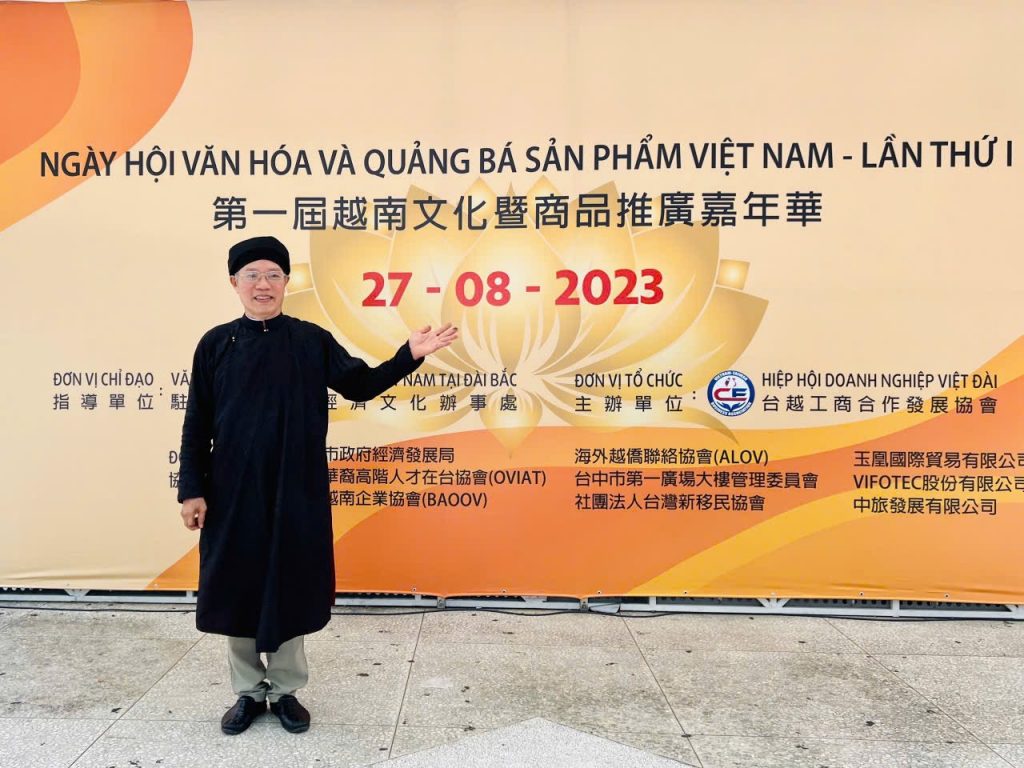 NGÀY HỘI VĂN HÓA VÀ QUẢNG BÁ SẢN PHẨM VIỆT NAM - LẦN THỨ I
第一屆越南文化暨商品推廣嘉年華
27 - 08 - 2023
ĐƠN VỊ CHỈ ĐẠO : NAM TẠI ĐÀI BẮC
指導單位 : 駐 經濟文化辦事處
ĐƠN VỊ TỔ CHỨC : CE HIỆP HỘI DOANH NGHIỆP VIỆT ĐÀI
主辦單位 : 台越工商合作發展協會
市政府經濟發展局
華裔高階人才在台協會(OVIAT)
越南企業協會(BAOOV)
海外越僑聯絡協會(ALOV)
台中市第一廣場大樓管理委員會
社團法人台灣新移民協會
玉凰國際貿易有限公司
VIFOTEC股份有限公司
中旅發展有限公司